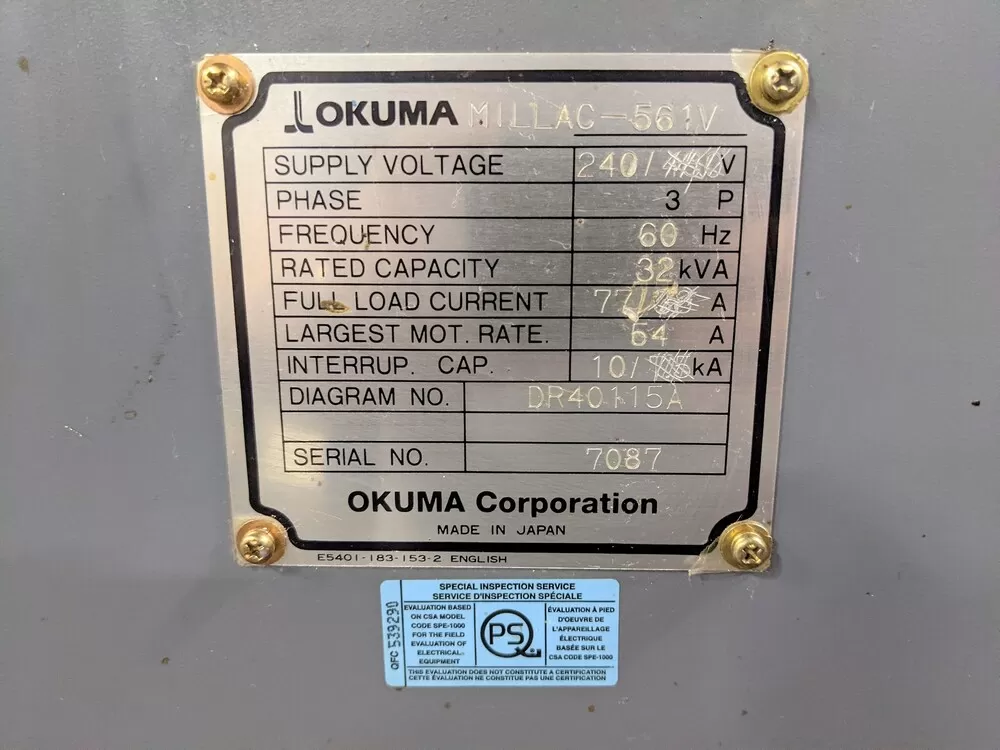 OKUMA MILLAC-561V
SUPPLY VOLTAGE 240/ V
PHASE 3 P
FREQUENCY 60 Hz
RATED CAPACITY 32 kVA
FULL LOAD CURRENT 77/ A
LARGEST MOT. RATE. 64 A
INTERRUP. CAP. 10/ kA
DIAGRAM NO. DR40115A
SERIAL NO. 7087
OKUMA Corporation
MADE IN JAPAN
E5401-183-153-2 ENGLISH
SPECIAL INSPECTION SERVICE
SERVICE D'INSPECTION SPÉCIALE
QFC 539290
EVALUATION BASED
ON CSA MODEL
CODE SPE-1000
FOR THE FIELD
EVALUATION OF
ELECTRICAL-
EQUIPMENT
PS
ÉVALUATION À PIED
D'OEUVRE DE
L'APPAREILLAGE
ÉLECTRIQUE
BASÉE SUR LE
CSA CODE SPE-1000
THIS EVALUATION DOES NOT CONSTITUTE A CERTIFICATION
CETTE ÉVALUATION NE CONSTITUE PAS UNE CERTIFICATION